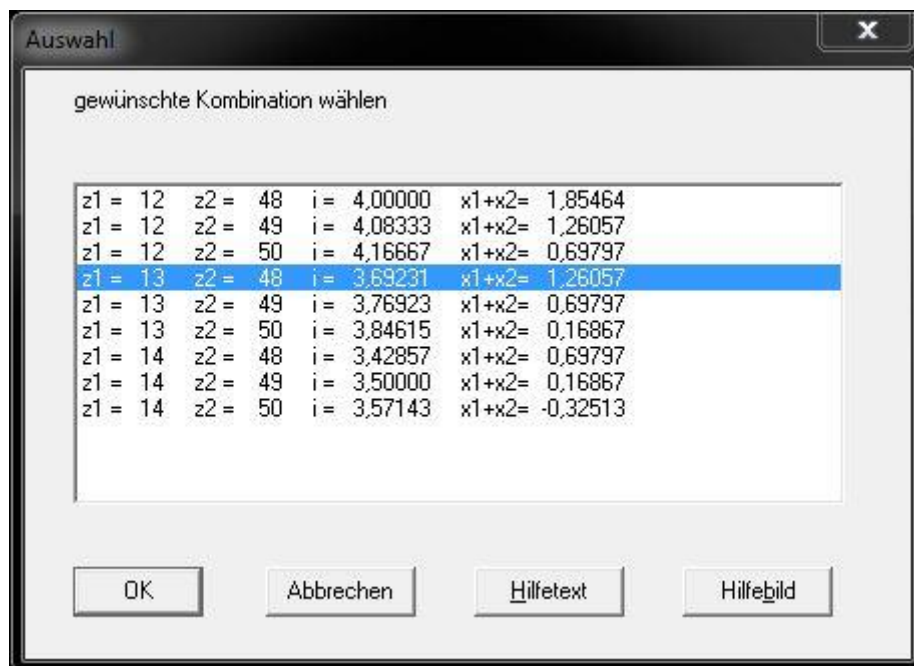 Auswahl
gewünschte Kombination wählen
z1 = 12 z2 = 48 i = 4,00000 x1+x2= 1,85464
z1 = 12 z2 = 49 i = 4,08333 x1+x2= 1,26057
z1 = 12 z2 = 50 i = 4,16667 x1+x2= 0,69797
z1 = 13 z2 = 48 i = 3,69231 x1+x2= 1,26057
z1 = 13 z2 = 49 i = 3,76923 x1+x2= 0,69797
z1 = 13 z2 = 50 i = 3,84615 x1+x2= 0,16867
z1 = 14 z2 = 48 i = 3,42857 x1+x2= 0,69797
z1 = 14 z2 = 49 i = 3,50000 x1+x2= 0,16867
z1 = 14 z2 = 50 i = 3,57143 x1+x2= -0,32513
OK Abbrechen Hilfetext Hilfebild